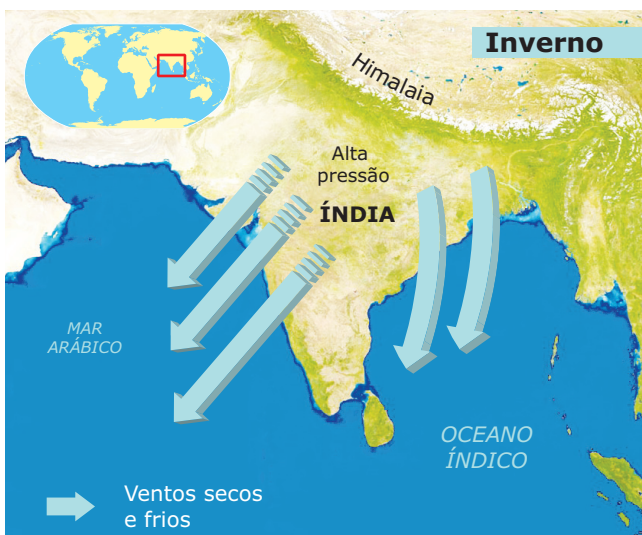 Inverno
Himalaia
Alta
pressão
ÍNDIA
MAR
ARÁBICO
OCEANO
ÍNDICO
Ventos secos
e frios